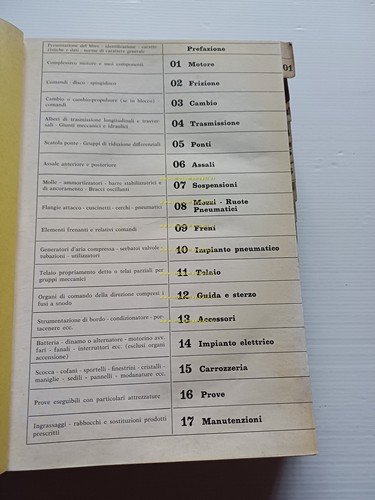 Presentazione del libro - identificazione - caratte-
ristiche e dati - norme di carattere generale
Prefazione
Complessivo motore e suoi componenti
01 Motore
01
Comandi - disco - spingidisco
02 Frizione
Cambio o cambio-propulsore (se in blocco)
comandi
03 Cambio
Alberi di trasmissione longitudinali e trasver-
sali - Giunti meccanici e idraulici
04 Trasmissione
Scatola ponte - Gruppi di riduzione differenziali
05 Ponti
Assale anteriore e posteriore
06 Assali
Molle - ammortizzatori - barre stabilizzatrici e
di ancoramento - Bracci oscillanti
07 Sospensioni
Flangie attacco - cuscinetti - cerchi - pneumatici
08 Mozzi - Ruote
Pneumatici
Elementi frenanti e relativi comandi
09 Freni
Generatori d'aria compressa - serbatoi valvole -
tubazioni - utilizzatori
10 Impianto pneumatico
Telaio propriamente detto o telai parziali per
gruppi meccanici
11 Telaio
Organi di comando della direzione compresi i
fusi a snodo
12 Guida e sterzo
Strumentazione di bordo - condizionatore - por-
tacenere ecc.
13 Accessori
Batteria - dinamo o alternatore - motorino avv.
fari - fanali - interruttori ecc. (esclusi organi
accensione)
14 Impianto elettrico
Scocca - cofani - sportelli - finestrini - cristalli -
maniglie - sedili - pannelli - modanature ecc.
15 Carrozzeria
Prove eseguibili con particolari attrezzature
16 Prove
Ingrassaggi - rabbocchi e sostituzioni prodotti
prescritti
17 Manutenzioni